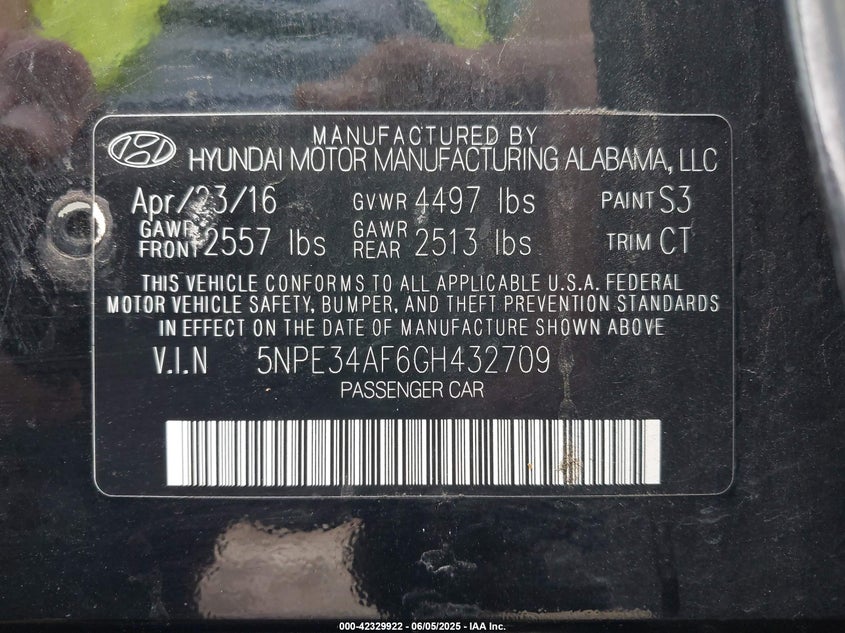 MANUFACTURED BY
HYUNDAI MOTOR MANUFACTURING ALABAMA, LLC
Apr/23/16 GVWR 4497 lbs PAINT S3
GAWR FRONT 2557 lbs GAWR REAR 2513 lbs TRIM CT
THIS VEHICLE CONFORMS TO ALL APPLICABLE U.S.A. FEDERAL
MOTOR VEHICLE SAFETY, BUMPER, AND THEFT PREVENTION STANDARDS
IN EFFECT ON THE DATE OF MANUFACTURE SHOWN ABOVE
V.I.N 5NPE34AF6GH432709
PASSENGER CAR
000-42329922 - 06/05/2025 - IAA Inc.